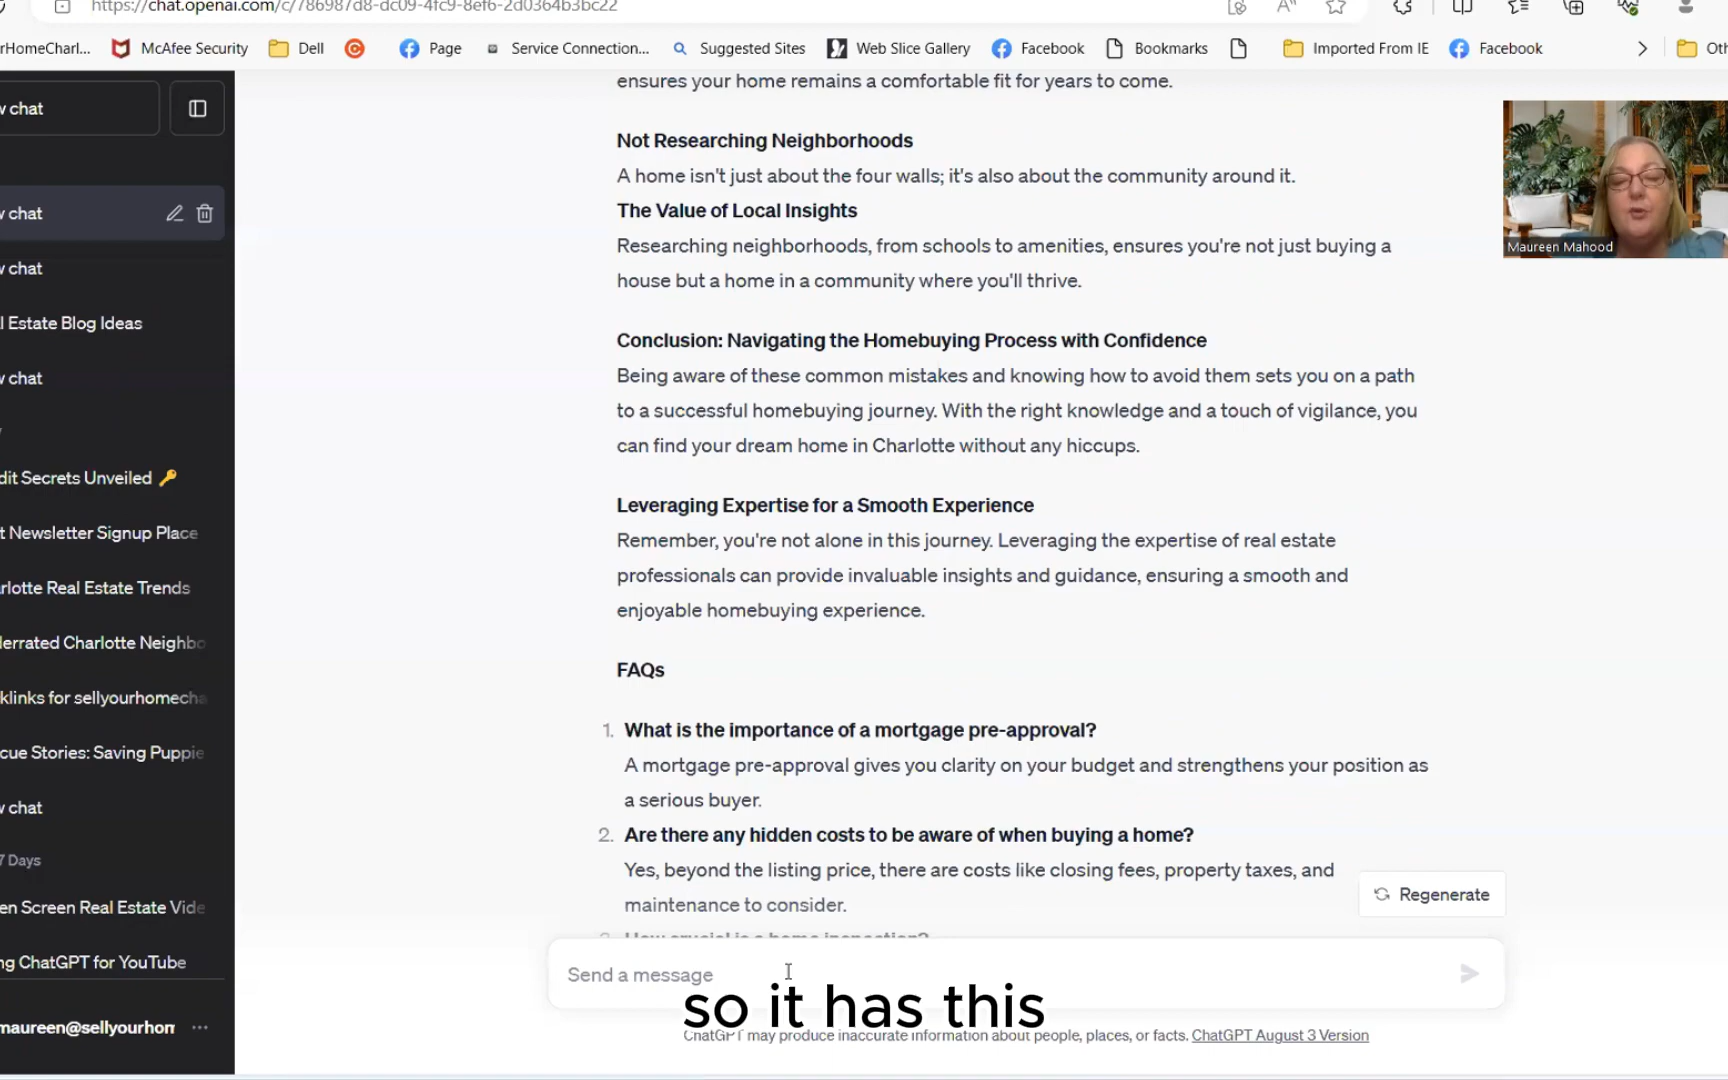 https://chat.openai.com/c/786987d8-dc09-4fc9-8ef6-2d0364b3bc22
rHomeCharl... McAfee Security Dell Page Service Connection... Suggested Sites Web Slice Gallery Facebook Bookmarks Imported From IE Facebook Oth
w chat
w chat
w chat
l Estate Blog Ideas
w chat
dit Secrets Unveiled 🔑
t Newsletter Signup Place
rlotte Real Estate Trends
derrated Charlotte Neighbo
klinks for sellyourhomecha
cue Stories: Saving Puppie
w chat
7 Days
en Screen Real Estate Vide
ng ChatGPT for YouTube
maureen@sellyourhon
ensures your home remains a comfortable fit for years to come.
Not Researching Neighborhoods
A home isn't just about the four walls; it's also about the community around it.
The Value of Local Insights
Researching neighborhoods, from schools to amenities, ensures you're not just buying a
house but a home in a community where you'll thrive.
Conclusion: Navigating the Homebuying Process with Confidence
Being aware of these common mistakes and knowing how to avoid them sets you on a path
to a successful homebuying journey. With the right knowledge and a touch of vigilance, you
can find your dream home in Charlotte without any hiccups.
Leveraging Expertise for a Smooth Experience
Remember, you're not alone in this journey. Leveraging the expertise of real estate
professionals can provide invaluable insights and guidance, ensuring a smooth and
enjoyable homebuying experience.
FAQs
1. What is the importance of a mortgage pre-approval?
A mortgage pre-approval gives you clarity on your budget and strengthens your position as
a serious buyer.
2. Are there any hidden costs to be aware of when buying a home?
Yes, beyond the listing price, there are costs like closing fees, property taxes, and
maintenance to consider.
3. How crucial is a home inspection?
Regenerate
Send a message
so it has this
ChatGPT may produce inaccurate information about people, places, or facts. ChatGPT August 3 Version
Maureen Mahood